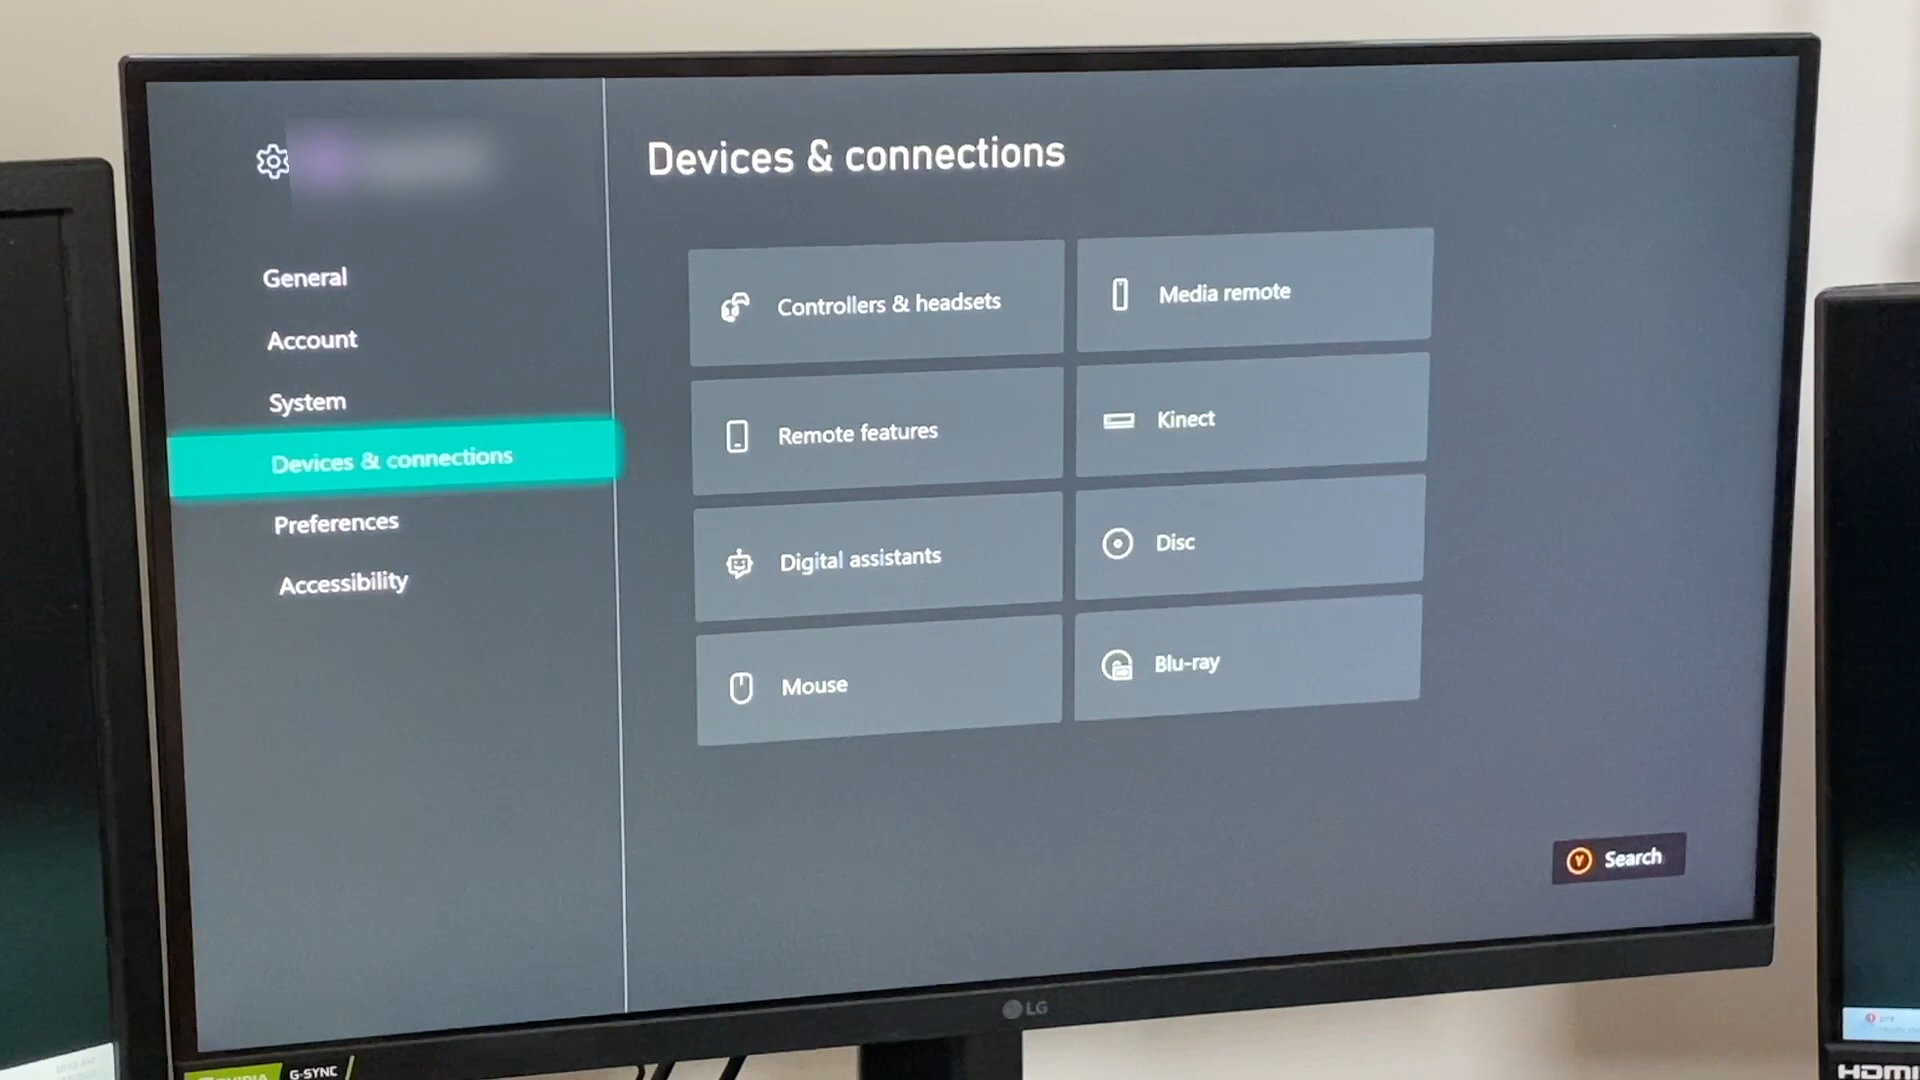 Devices & connections
General
Account
System
Devices & connections
Preferences
Accessibility
Controllers & headsets
Media remote
Remote features
Kinect
Digital assistants
Disc
Mouse
Blu-ray
Y Search
LG
NVIDIA G-SYNC
HDMI